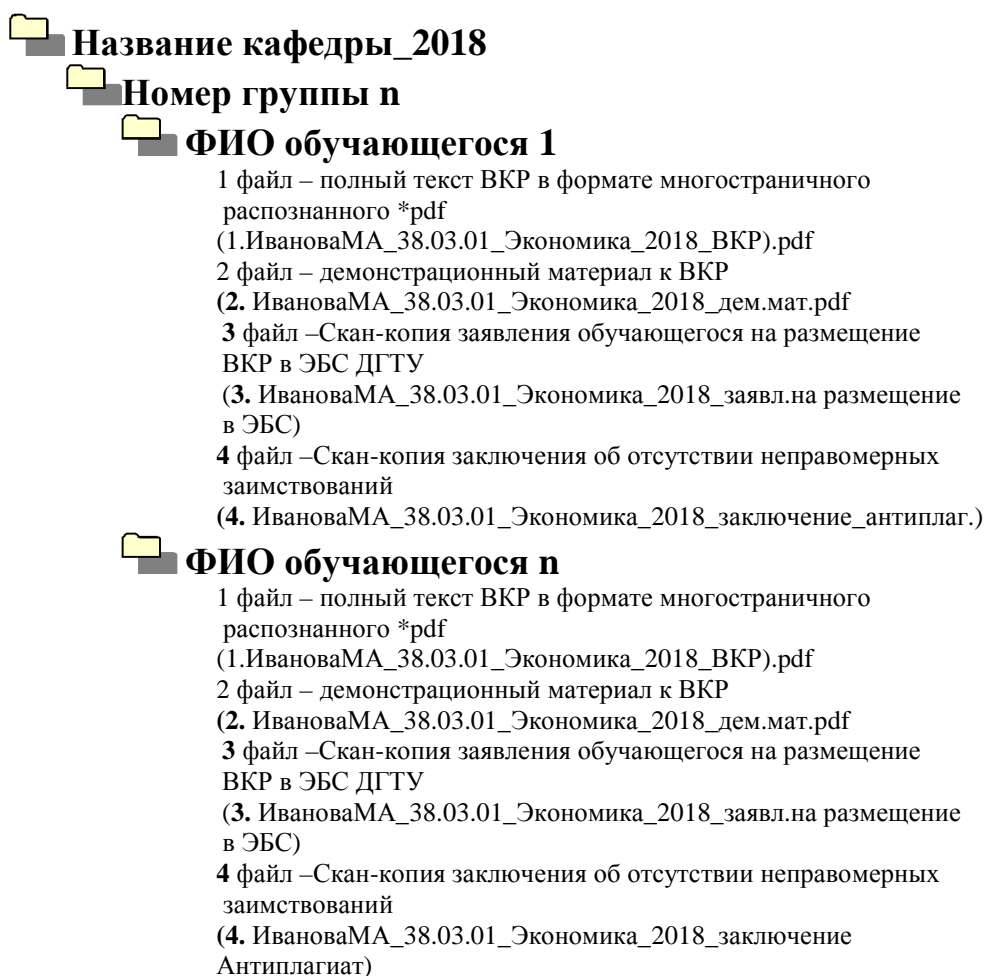 Название кафедры_2018
Номер группы n
ФИО обучающегося 1
1 файл – полный текст ВКР в формате многостраничного
распознанного *pdf
(1.ИвановаМА_38.03.01_Экономика_2018_ВКР).pdf
2 файл – демонстрационный материал к ВКР
(2. ИвановаМА_38.03.01_Экономика_2018_дем.мат.pdf
3 файл –Скан-копия заявления обучающегося на размещение
ВКР в ЭБС ДГТУ
(3. ИвановаМА_38.03.01_Экономика_2018_заявл.на размещение
в ЭБС)
4 файл –Скан-копия заключения об отсутствии неправомерных
заимствований
(4. ИвановаМА_38.03.01_Экономика_2018_заключение_антиплаг.)
ФИО обучающегося n
1 файл – полный текст ВКР в формате многостраничного
распознанного *pdf
(1.ИвановаМА_38.03.01_Экономика_2018_ВКР).pdf
2 файл – демонстрационный материал к ВКР
(2. ИвановаМА_38.03.01_Экономика_2018_дем.мат.pdf
3 файл –Скан-копия заявления обучающегося на размещение
ВКР в ЭБС ДГТУ
(3. ИвановаМА_38.03.01_Экономика_2018_заявл.на размещение
в ЭБС)
4 файл –Скан-копия заключения об отсутствии неправомерных
заимствований
(4. ИвановаМА_38.03.01_Экономика_2018_заключение
Антиплагиат)